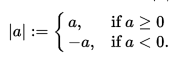 |a| := { a, if a ≥ 0
−a, if a < 0.